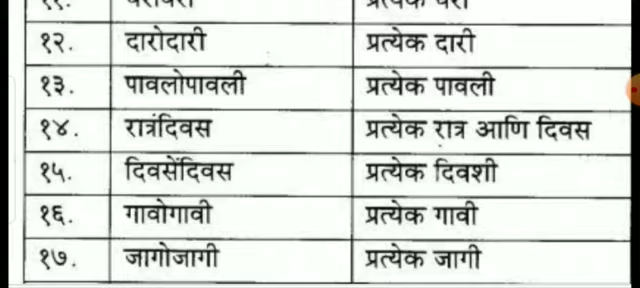 १२. दारोदारी प्रत्येक दारी
१३. पावलोपावली प्रत्येक पावली
१४. रात्रंदिवस प्रत्येक रात्र आणि दिवस
१५. दिवसेंदिवस प्रत्येक दिवशी
१६. गावोगावी प्रत्येक गावी
१७. जागोजागी प्रत्येक जागी